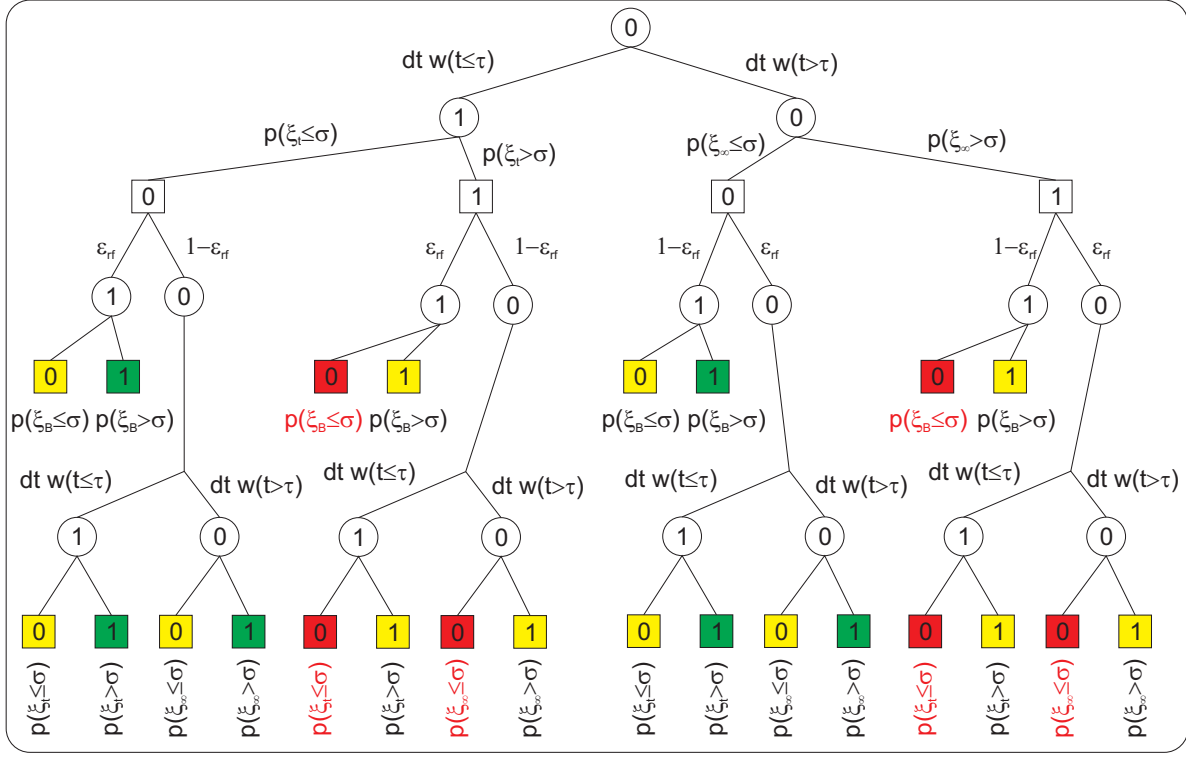 0
dt w(t≤τ) dt w(t>τ)
1 0
p(ξt≤σ) p(ξt>σ) p(ξ∞≤σ) p(ξ∞>σ)
0 1 0 1
εrf 1−εrf εrf 1−εrf 1−εrf εrf 1−εrf εrf
1 0 1 0 1 0 1 0
0 1 0 1 0 1 0 1
p(ξB≤σ) p(ξB>σ) p(ξB≤σ) p(ξB>σ) p(ξB≤σ) p(ξB>σ) p(ξB≤σ) p(ξB>σ)
dt w(t≤τ) dt w(t>τ) dt w(t≤τ) dt w(t>τ) dt w(t≤τ) dt w(t>τ) dt w(t≤τ) dt w(t>τ)
1 0 1 0 1 0 1 0
0 1 0 1 0 1 0 1 0 1 0 1 0 1 0 1
p(ξt≤σ) p(ξt>σ) p(ξ∞≤σ) p(ξ∞>σ) p(ξt≤σ) p(ξt>σ) p(ξ∞≤σ) p(ξ∞>σ) p(ξt≤σ) p(ξt>σ) p(ξ∞≤σ) p(ξ∞>σ) p(ξt≤σ) p(ξt>σ) p(ξ∞≤σ) p(ξ∞>σ)